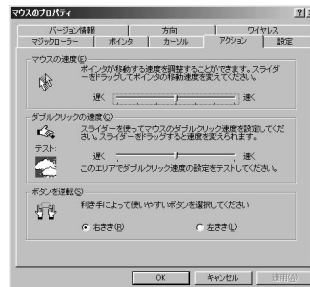 マウスのプロパティ
バージョン情報 方向 ワイヤレス
マジックローラー ポインタ カーソル アクション 設定
マウスの速度(E)
ポインタが移動する速度を調整することができます。スライダ
ーをドラッグしてポインタの移動速度を変えてください。
遅く 速く
ダブルクリックの速度(C)
スライダーを使ってマウスのダブルクリック速度を設定してくだ
さい。スライダーをドラッグすると速度を変えられます。
テスト:
遅く 速く
このエリアでダブルクリック速度の設定をテストしてください。
ボタンを逆転(S)
利き手によって使いやすいボタンを選択してください
右きき(R) 左きき(L)
OK キャンセル 適用(A)